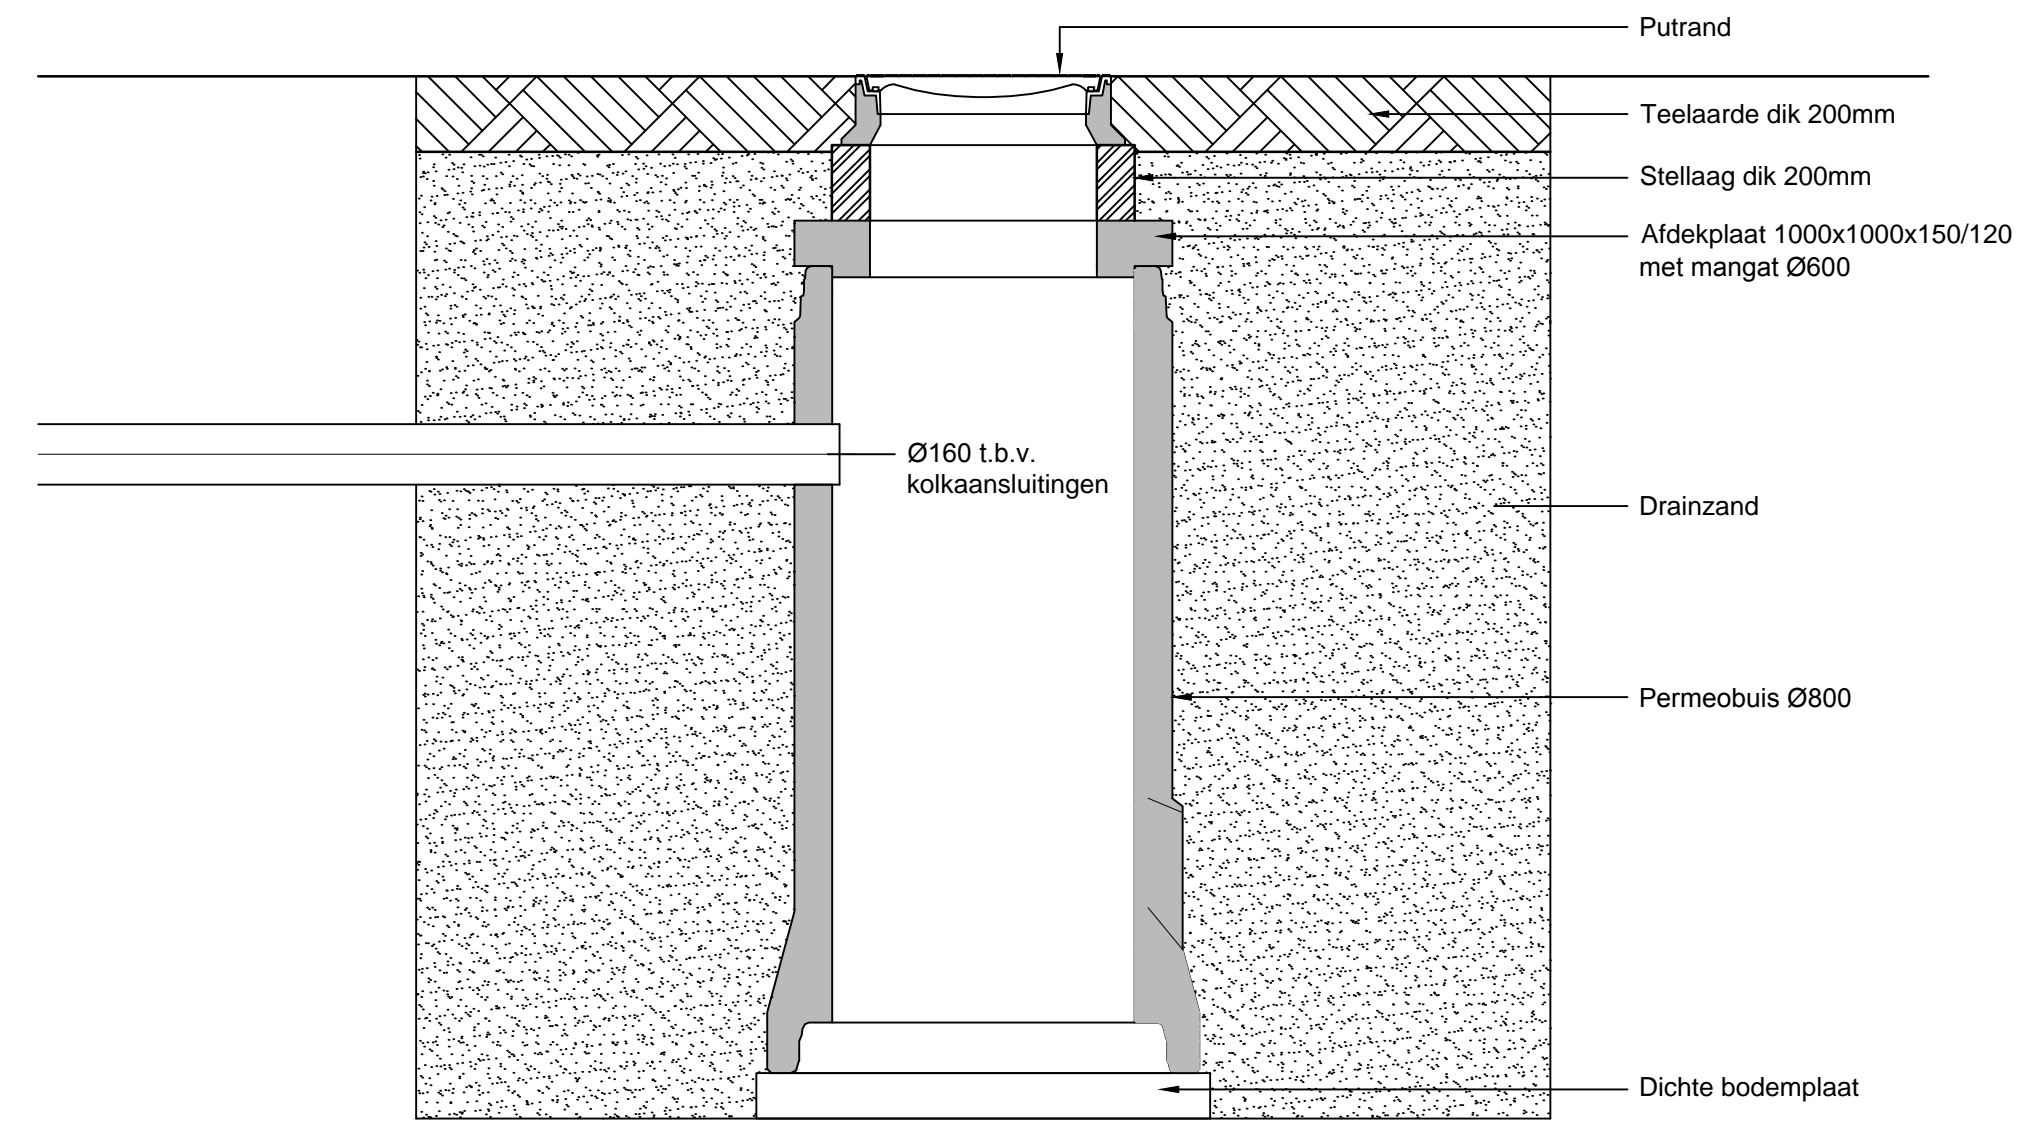 Putrand
Teelaarde dik 200mm
Stellaag dik 200mm
Afdekplaat 1000x1000x150/120
met mangat Ø600
Ø160 t.b.v.
kolkaansluitingen
Drainzand
Permeobuis Ø800
Dichte bodemplaat